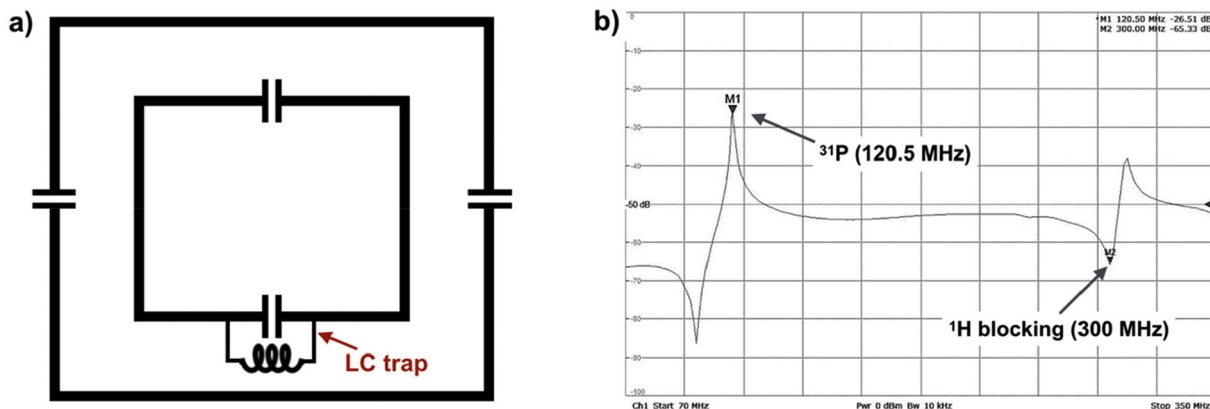 a)
LC trap
b)
M1 120.50 MHz -26.51 dB
M2 300.00 MHz -65.33 dB
0
-10
-20
M1
-30
³¹P (120.5 MHz)
-40
-50 dB
-60
M2
-70
¹H blocking (300 MHz)
-80
-90
-100
Ch1 Start 70 MHz Pwr 0 dBm Bw 10 kHz Stop 350 MHz